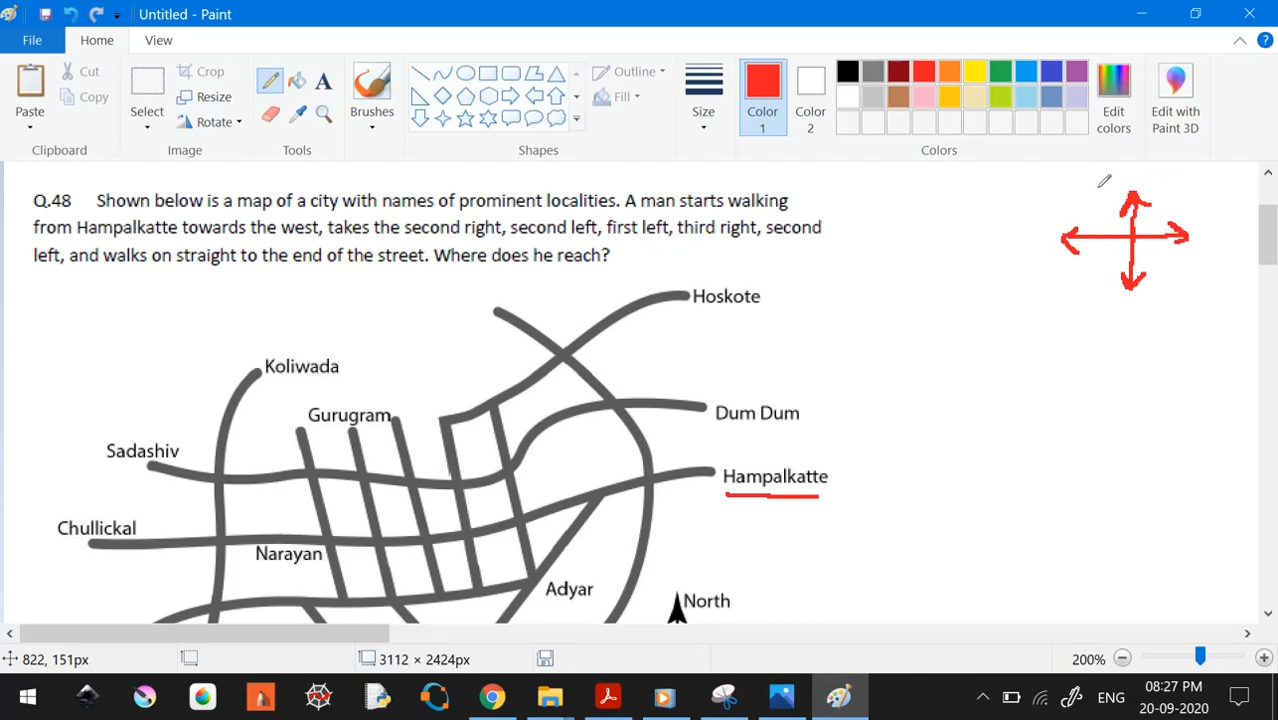 Untitled - Paint
File
Home
View
Paste
Cut
Copy
Clipboard
Select
Crop
Resize
Rotate
Image
Tools
Brushes
Shapes
Outline
Fill
Size
Color 1
Color 2
Edit colors
Edit with Paint 3D
Colors
Q.48 Shown below is a map of a city with names of prominent localities. A man starts walking
from Hampalkatte towards the west, takes the second right, second left, first left, third right, second
left, and walks on straight to the end of the street. Where does he reach?
Hoskote
Koliwada
Gurugram
Dum Dum
Sadashiv
Hampalkatte
Chullickal
Narayan
Adyar
North
822, 151px
3112 × 2424px
200%
ENG
08:27 PM
20-09-2020